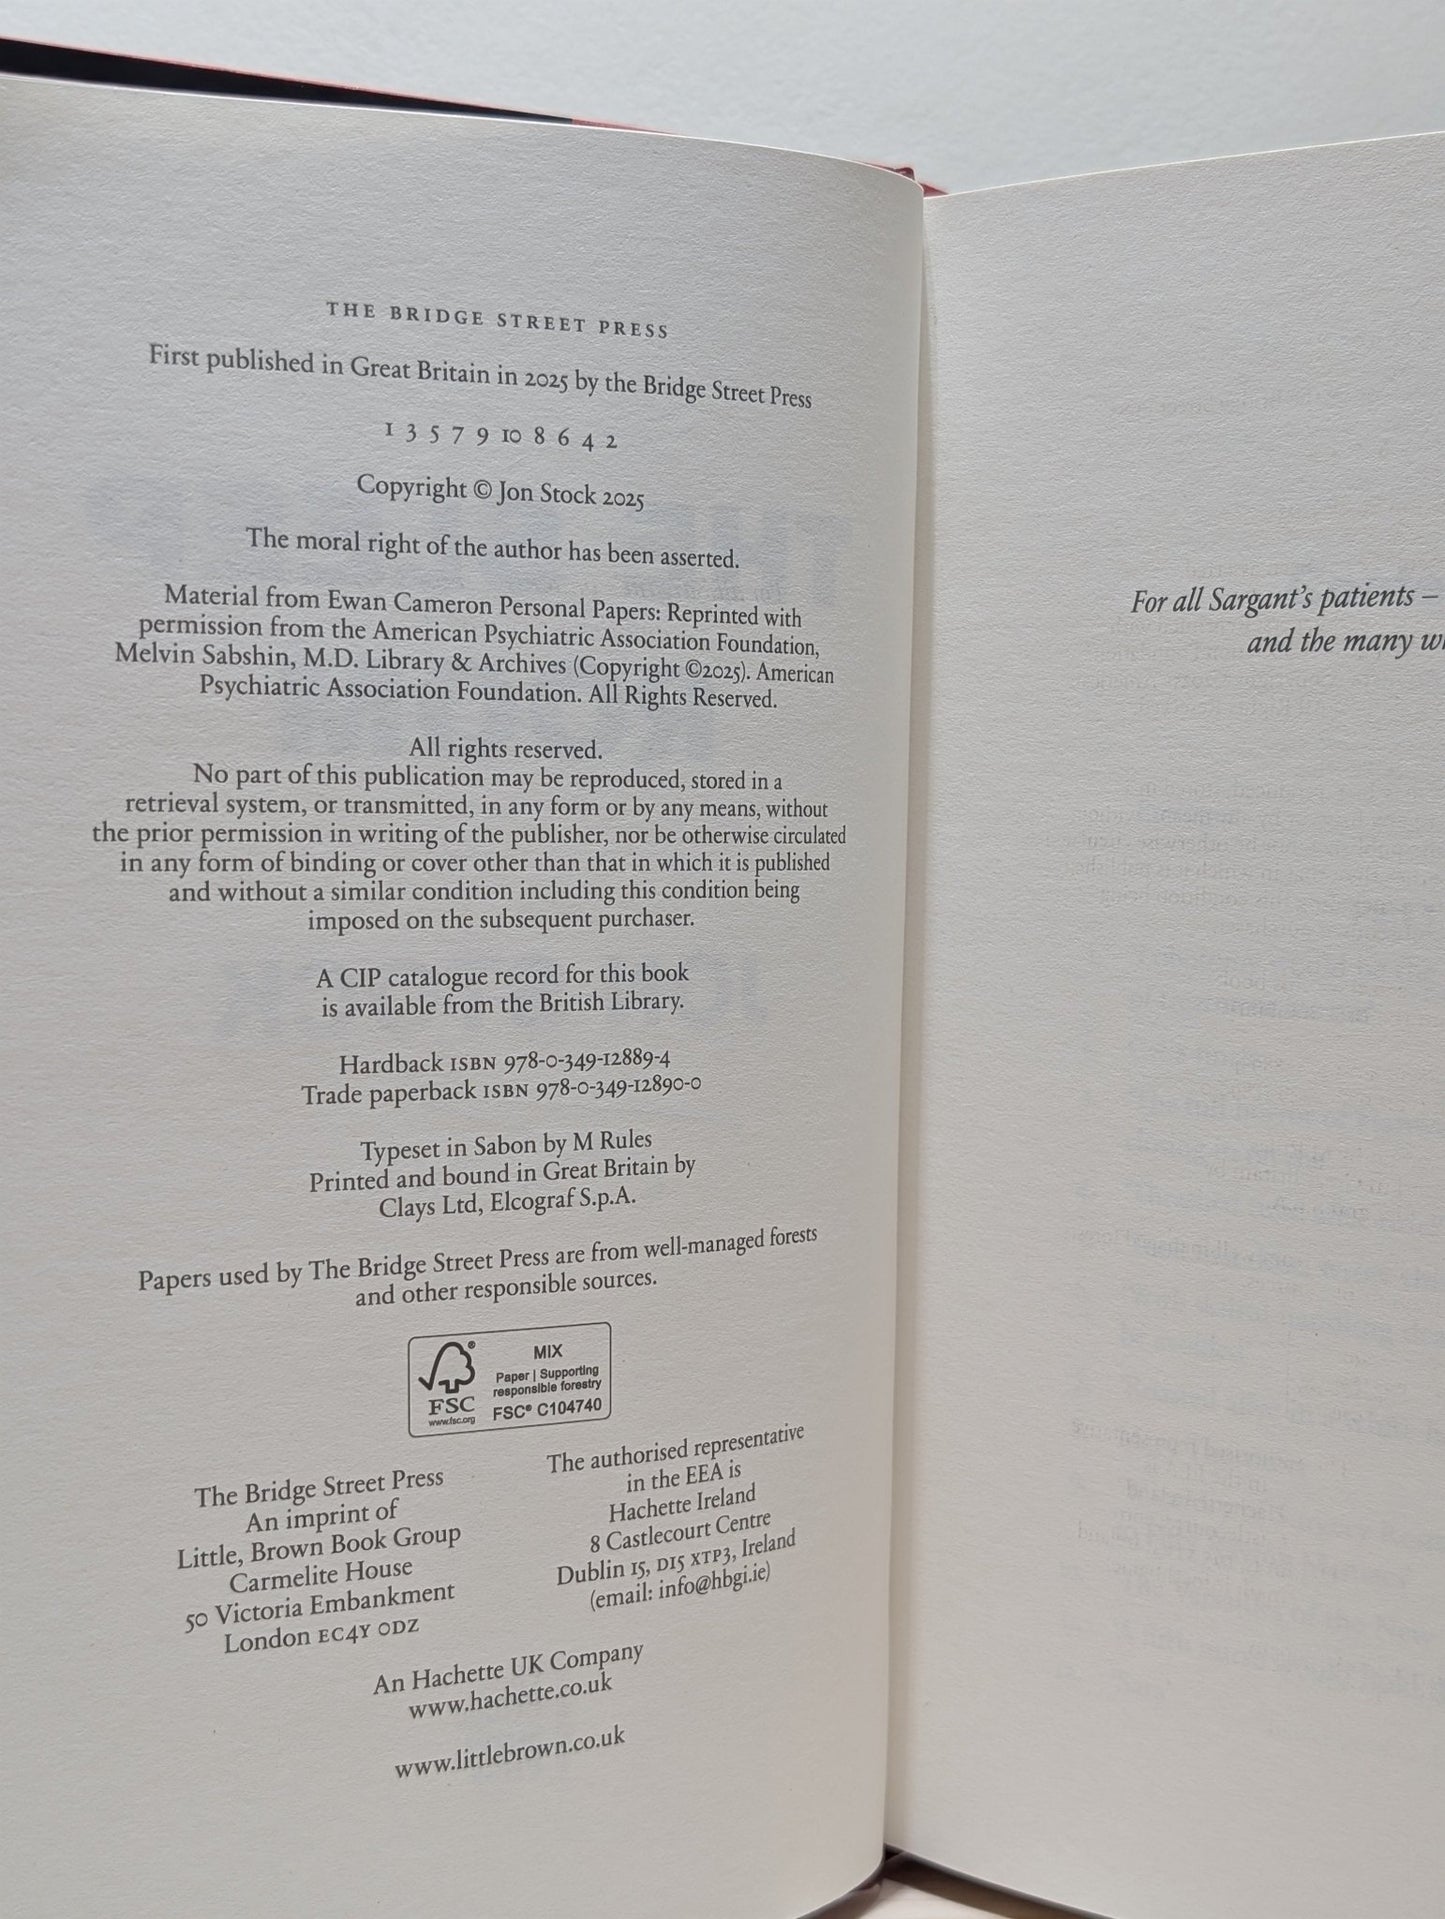 THE BRIDGE STREET PRESS
First published in Great Britain in 2025 by the Bridge Street Press
1 3 5 7 9 10 8 6 4 2
Copyright © Jon Stock 2025
The moral right of the author has been asserted.
Material from Ewan Cameron Personal Papers: Reprinted with
permission from the American Psychiatric Association Foundation,
Melvin Sabshin, M.D. Library & Archives (Copyright ©2025). American
Psychiatric Association Foundation. All Rights Reserved.
All rights reserved.
No part of this publication may be reproduced, stored in a
retrieval system, or transmitted, in any form or by any means, without
the prior permission in writing of the publisher, nor be otherwise circulated
in any form of binding or cover other than that in which it is published
and without a similar condition including this condition being
imposed on the subsequent purchaser.
A CIP catalogue record for this book
is available from the British Library.
Hardback ISBN 978-0-349-12889-4
Trade paperback ISBN 978-0-349-12890-0
Typeset in Sabon by M Rules
Printed and bound in Great Britain by
Clays Ltd, Elcograf S.p.A.
Papers used by The Bridge Street Press are from well-managed forests
and other responsible sources.
MIX
Paper | Supporting
responsible forestry
FSC® C104740
FSC
www.fsc.org
The Bridge Street Press
An imprint of
Little, Brown Book Group
Carmelite House
50 Victoria Embankment
London EC4Y 0DZ
The authorised representative
in the EEA is
Hachette Ireland
8 Castlecourt Centre
Dublin 15, D15 XTP3, Ireland
(email: info@hbgi.ie)
An Hachette UK Company
www.hachette.co.uk
www.littlebrown.co.uk
For all Sargant's patients –
and the many